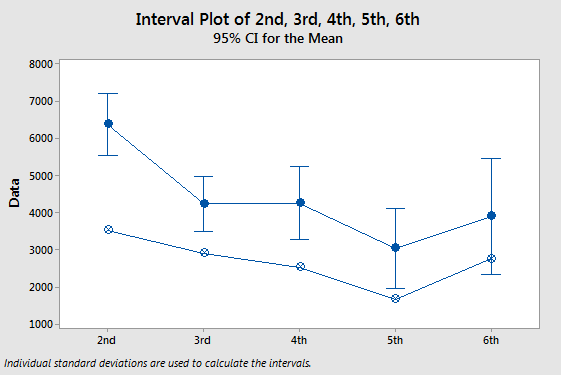 Interval Plot of 2nd, 3rd, 4th, 5th, 6th
95% CI for the Mean
8000
7000
6000
5000
4000
3000
2000
1000
Data
2nd 3rd 4th 5th 6th
Individual standard deviations are used to calculate the intervals.